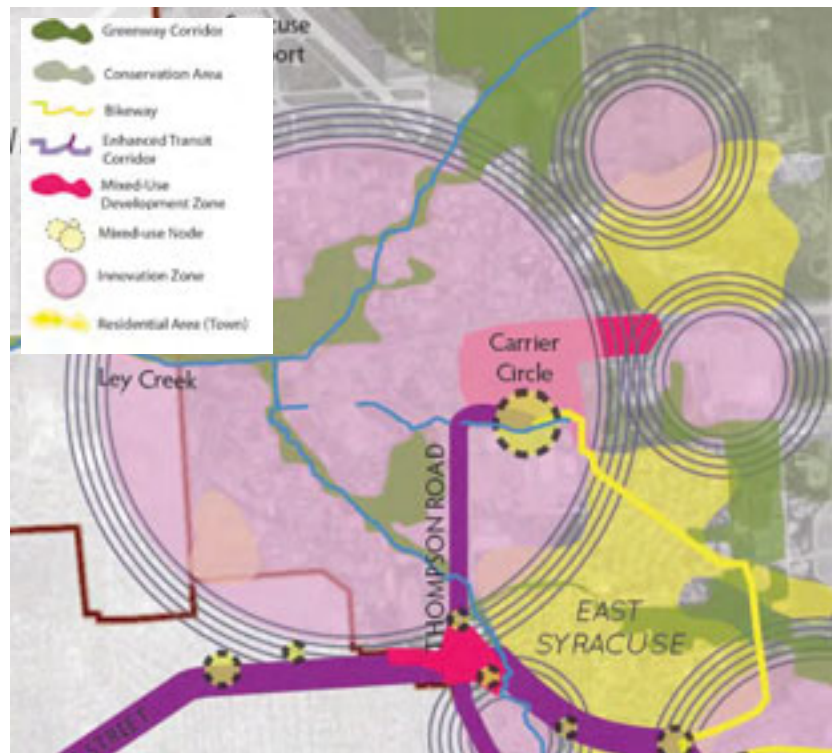 Greenway Corridor
Conservation Area
Bikeway
Enhanced Transit
Corridor
Mixed-Use
Development Zone
Mixed-use Node
Innovation Zone
Residential Area (Town)
Ley Creek
Carrier
Circle
THOMPSON ROAD
EAST
SYRACUSE
STREET